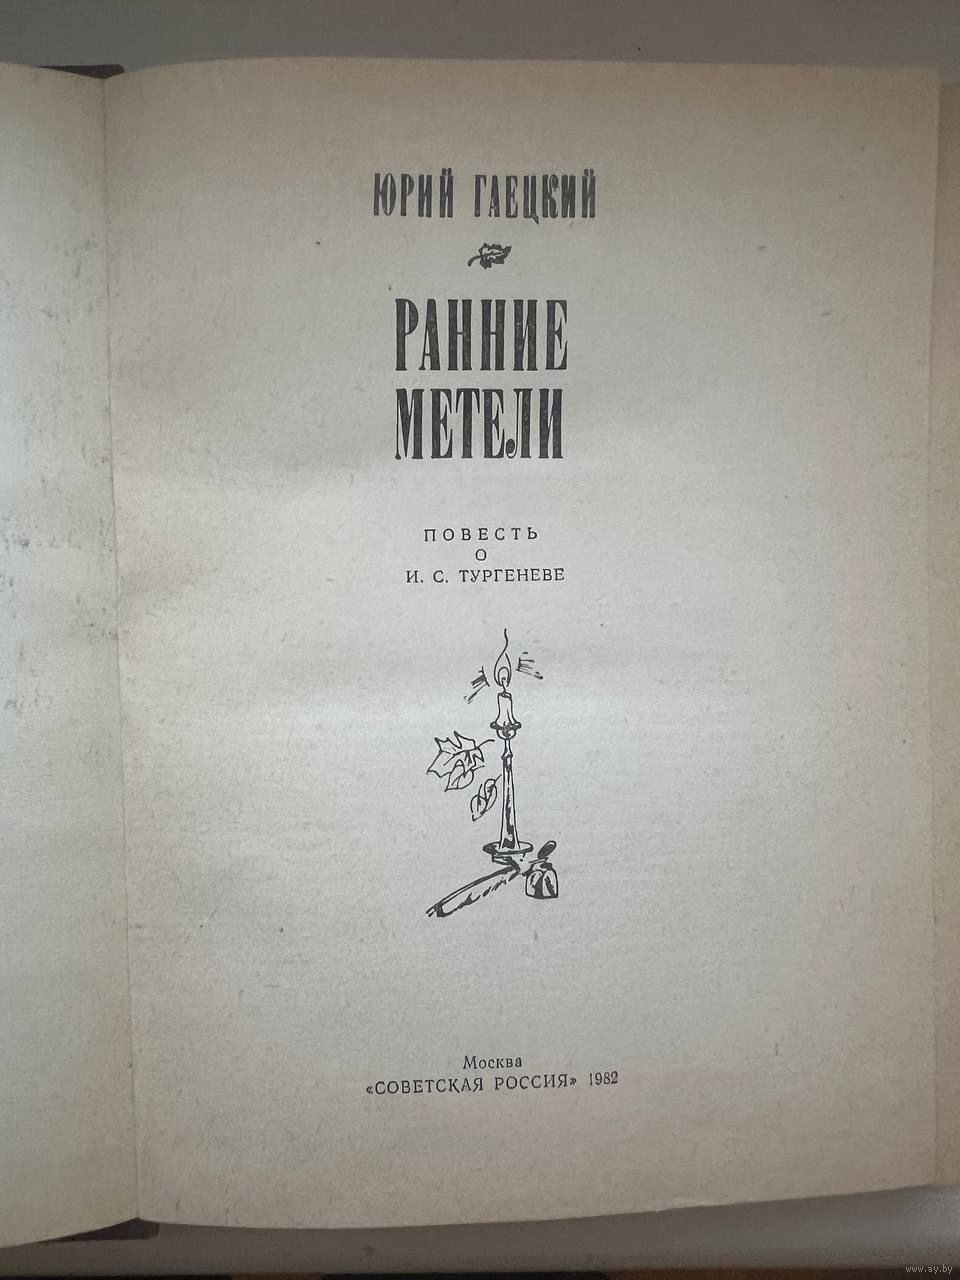 ЮРИЙ ГАЕЦКИЙ
РАННИЕ
МЕТЕЛИ
ПОВЕСТЬ
О
И. С. ТУРГЕНЕВЕ
Москва
«СОВЕТСКАЯ РОССИЯ» 1982
www.ay.by